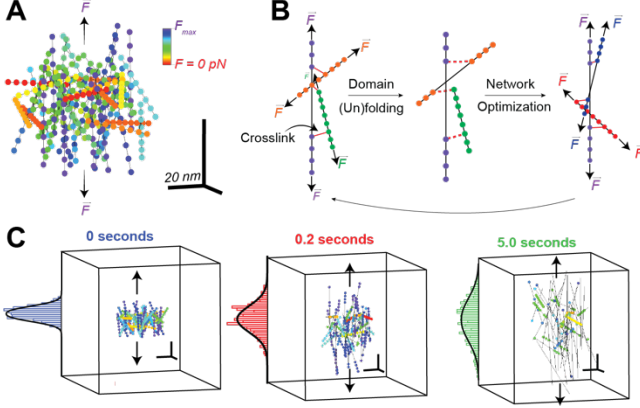 A
F
F_max
F = 0 pN
F
20 nm
B
F
F
F
F
Crosslink
Domain
(Un)folding
Network
Optimization
F
F
F
F
F
F
C
0 seconds
0.2 seconds
5.0 seconds